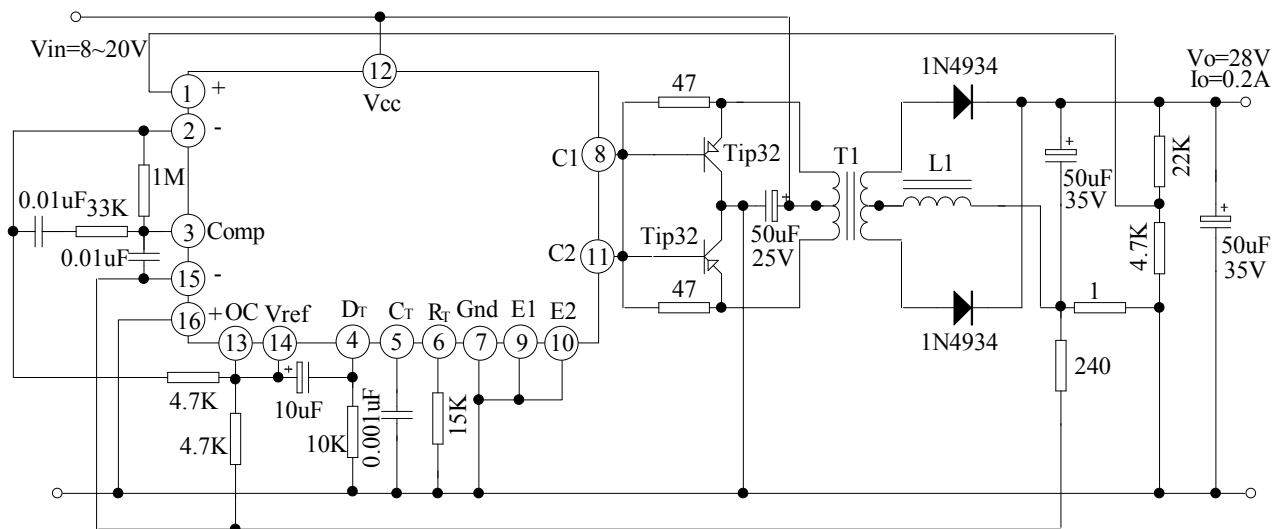 Vin=8~20V
12
Vcc
1
+
2
-
1M
0.01uF
33K
3
Comp
0.01uF
15
-
16
+
OC
Vref
DT
CT
RT
Gnd
E1
E2
13
14
4
5
6
7
9
10
4.7K
4.7K
10uF
10K
0.001uF
15K
C1
8
C2
11
47
Tip32
Tip32
47
50uF
25V
+
+
T1
1N4934
L1
1N4934
+
50uF
35V
22K
4.7K
1
240
Vo=28V
Io=0.2A
+
50uF
35V